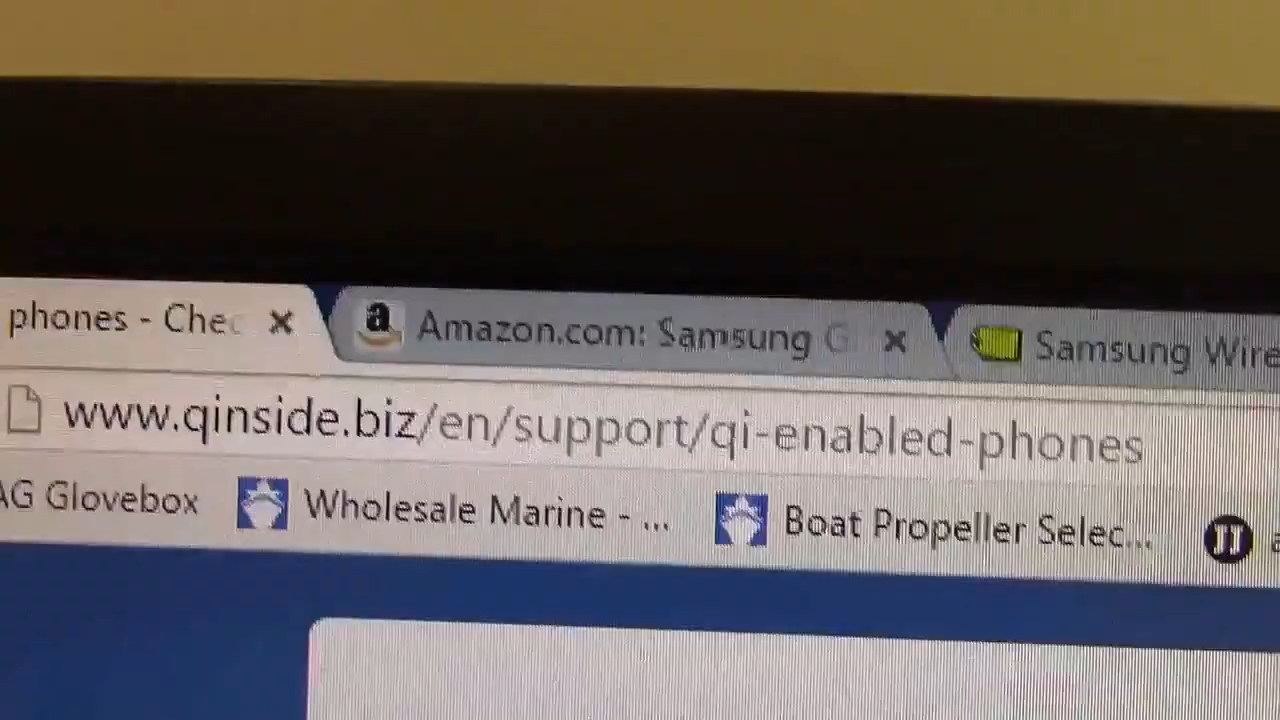 phones - Chec
Amazon.com: Samsung G
Samsung Wire
www.qinside.biz/en/support/qi-enabled-phones
AG Glovebox
Wholesale Marine - ...
Boat Propeller Selec...